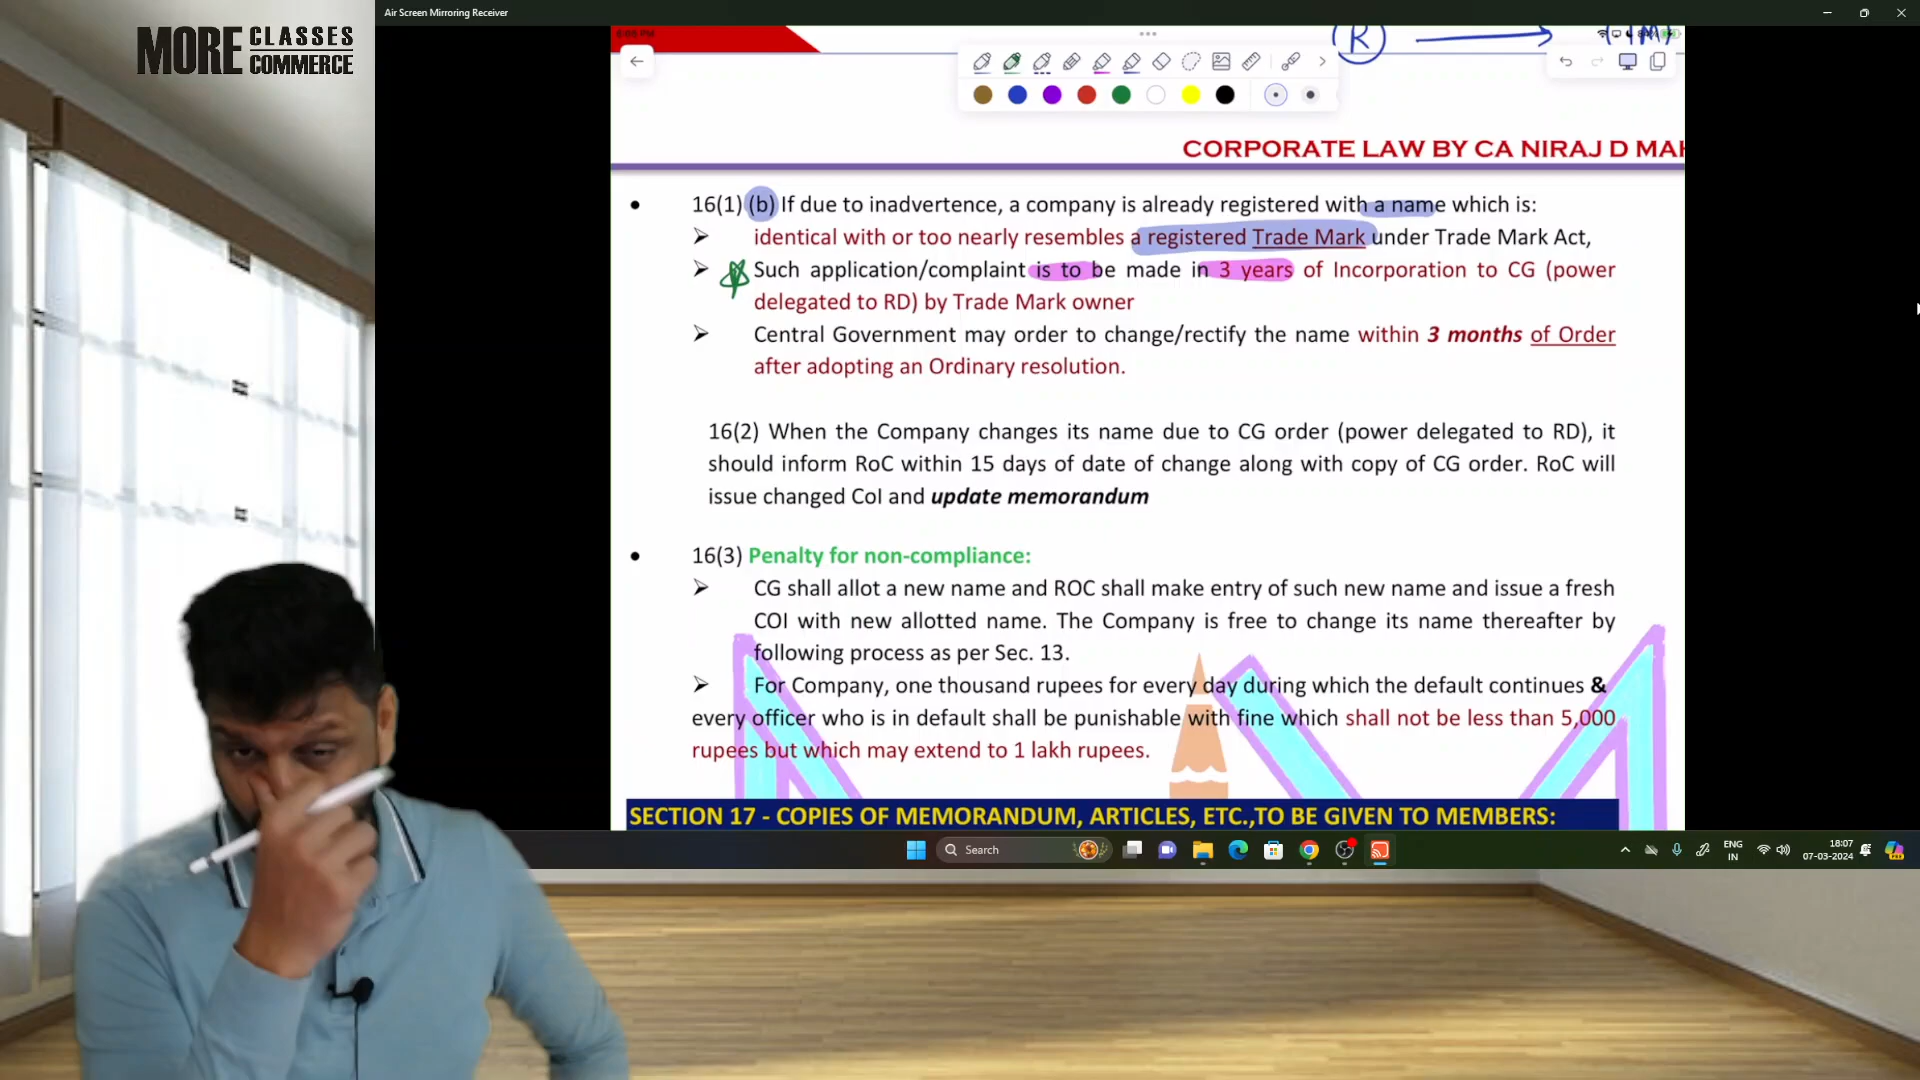 Air Screen Mirroring Receiver
MORE CLASSES COMMERCE
R
CORPORATE LAW BY CA NIRAJ D MA
• 16(1) (b) If due to inadvertence, a company is already registered with a name which is:
➢ identical with or too nearly resembles a registered Trade Mark under Trade Mark Act,
➢ Such application/complaint is to be made in 3 years of Incorporation to CG (power
delegated to RD) by Trade Mark owner
➢ Central Government may order to change/rectify the name within 3 months of Order
after adopting an Ordinary resolution.
16(2) When the Company changes its name due to CG order (power delegated to RD), it
should inform RoC within 15 days of date of change along with copy of CG order. RoC will
issue changed CoI and update memorandum
• 16(3) Penalty for non-compliance:
➢ CG shall allot a new name and ROC shall make entry of such new name and issue a fresh
COI with new allotted name. The Company is free to change its name thereafter by
following process as per Sec. 13.
➢ For Company, one thousand rupees for every day during which the default continues &
every officer who is in default shall be punishable with fine which shall not be less than 5,000
rupees but which may extend to 1 lakh rupees.
SECTION 17 - COPIES OF MEMORANDUM, ARTICLES, ETC.,TO BE GIVEN TO MEMBERS:
Search
ENG
IN
18:07
07-03-2024